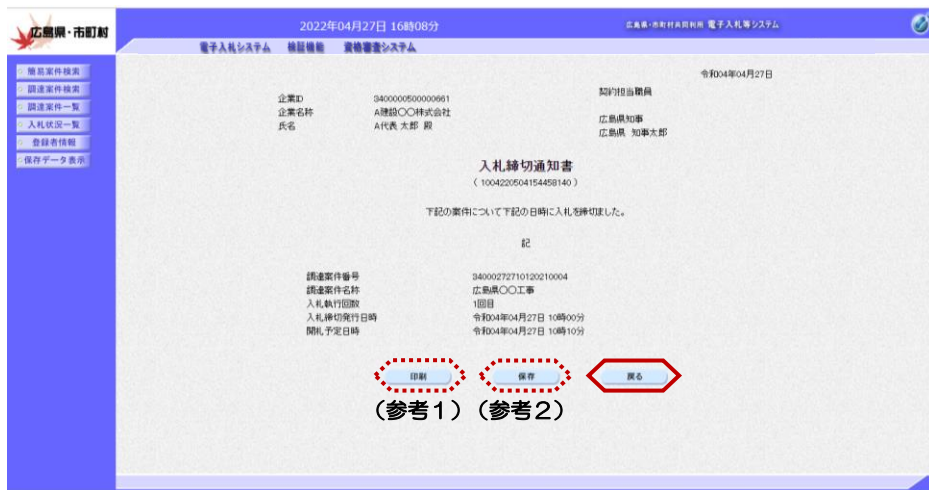 広島県・市町村
2022年04月27日 16時08分
広島県・市町村共同利用 電子入札等システム
電子入札システム 検証機能 資格審査システム
簡易案件検索
調達案件検索
調達案件一覧
入札状況一覧
登録者情報
保存データ表示
令和04年04月27日
企業ID 3400000500000661
企業名称 A建設〇〇株式会社
氏名 A代表 太郎 殿
契約担当職員
広島県知事
広島県 知事太郎
入札締切通知書
( 1004220504154458140 )
下記の案件について下記の日時に入札を締切ました。
記
調達案件番号 34000272710120210004
調達案件名称 広島県〇〇工事
入札執行回数 1回目
入札締切発行日時 令和04年04月27日 10時00分
開札予定日時 令和04年04月27日 10時10分
印刷 保存 戻る
(参考1) (参考2)